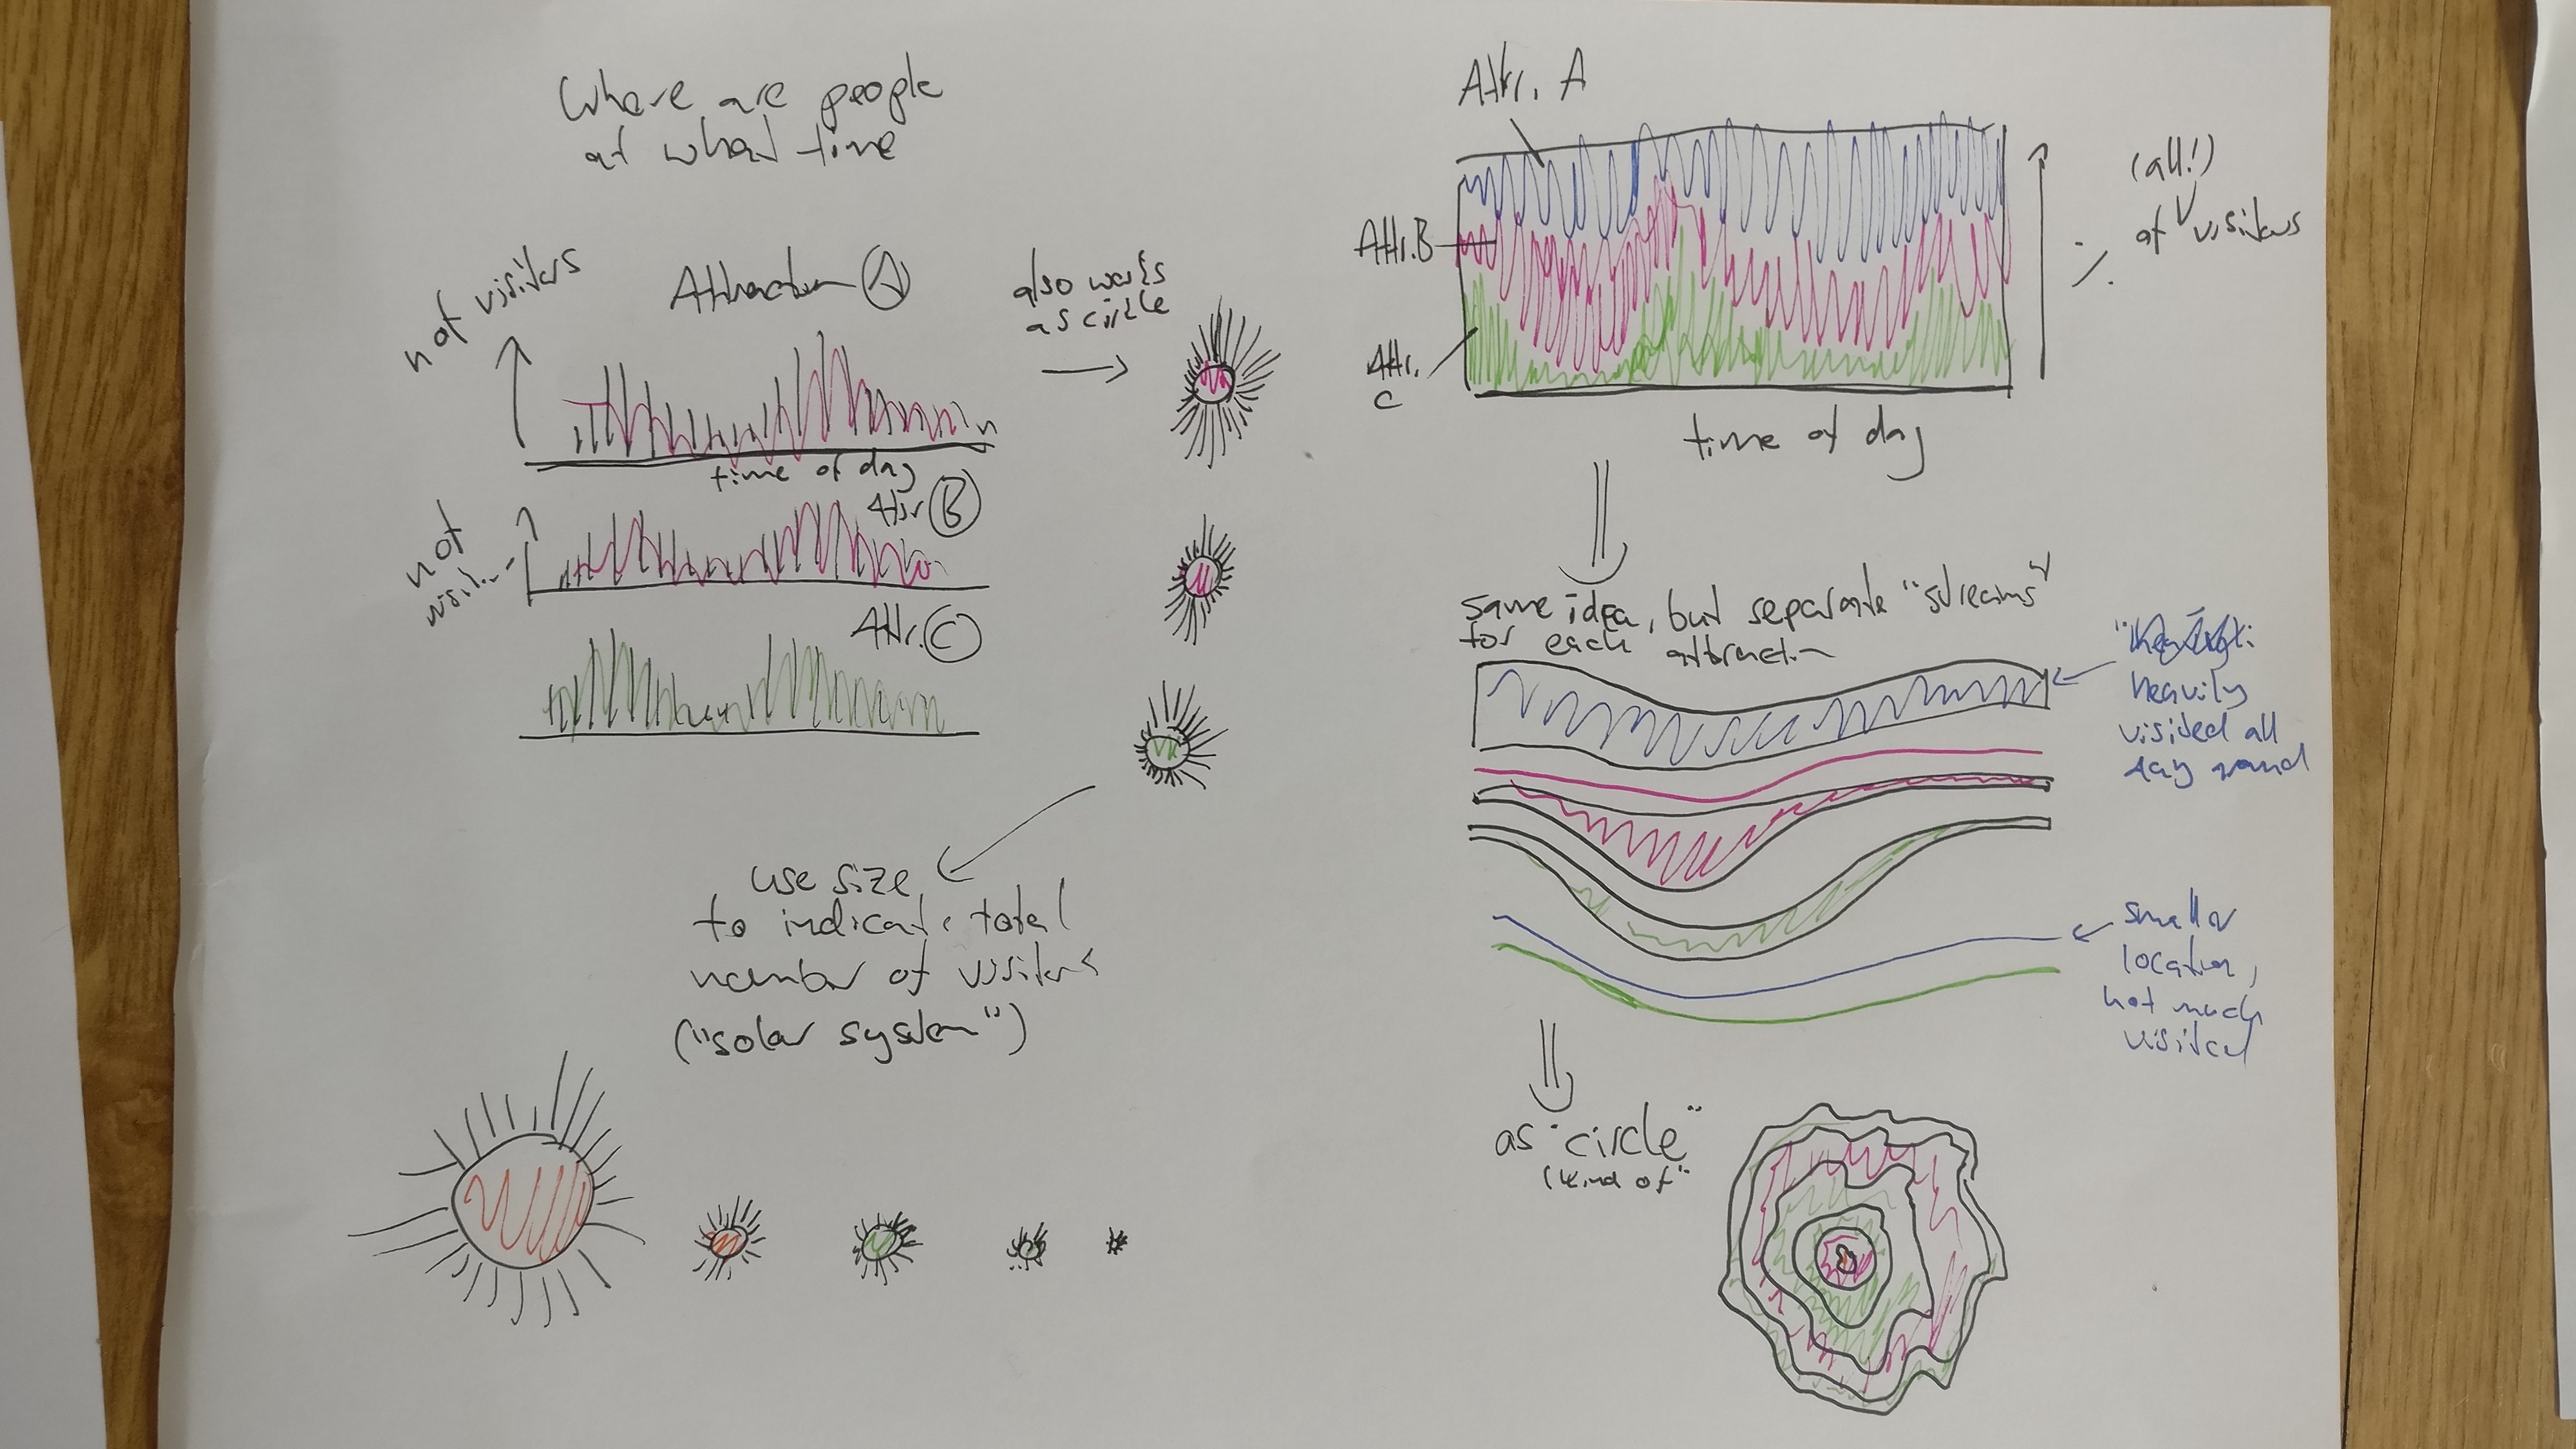 Where are people
at what time
n of visitors
Attraction A
also works
as circle
time of day
n of
visit...
Attr B
Attr. C
use size
to indicate total
number of visitors
("solar system")
Attr. A
Attr.B
Attr.
C
(all!)
% of visitors
time of day
same idea, but separate "streams"
for each attraction
heavily
visited all
day round
smaller
location,
not much
visited
as "circle"
(kind of"